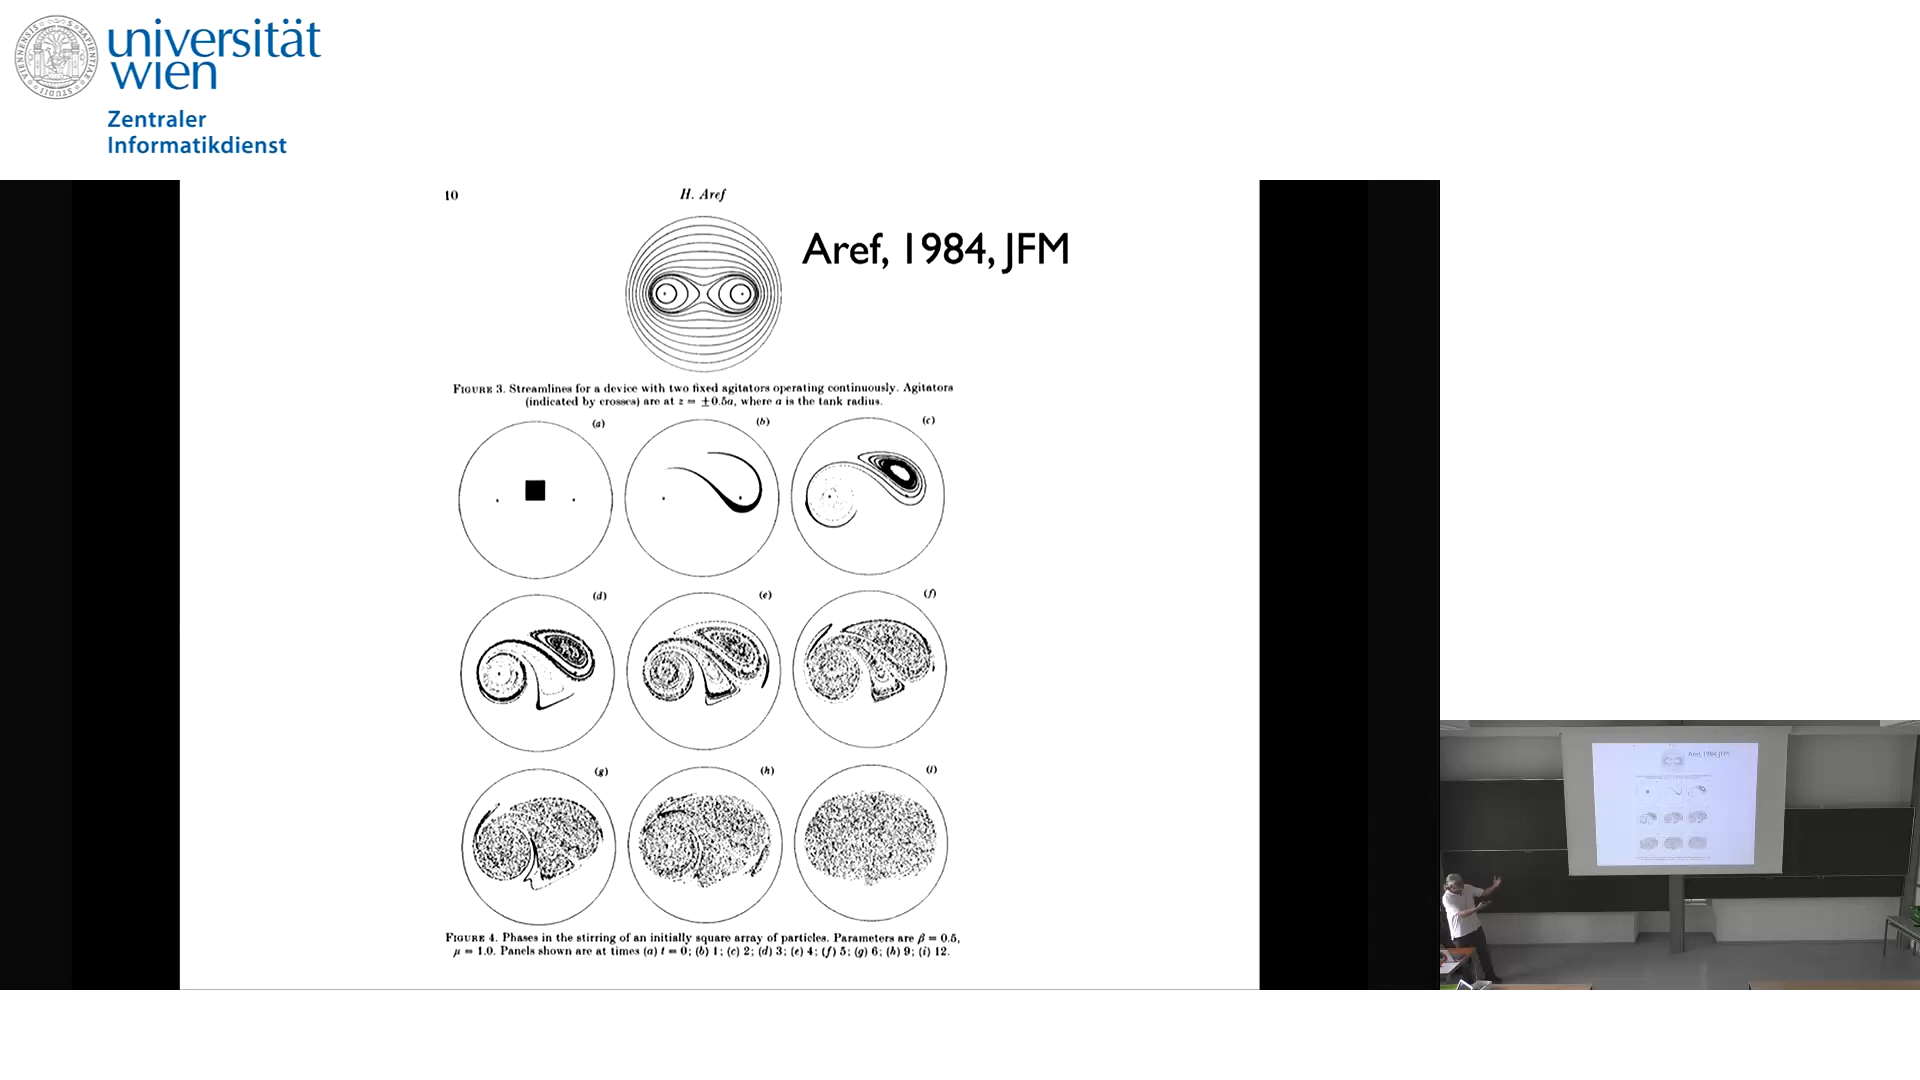 universität
wien
Zentraler
Informatikdienst
10
H. Aref
Aref, 1984, JFM
FIGURE 3. Streamlines for a device with two fixed agitators operating continuously. Agitators
(indicated by crosses) are at z = ±0.5a, where a is the tank radius.
(a)
(b)
(c)
(d)
(e)
(f)
(g)
(h)
(i)
FIGURE 4. Phases in the stirring of an initially square array of particles. Parameters are β = 0.5,
μ = 1.0. Panels shown are at times (a) t = 0; (b) 1; (c) 2; (d) 3; (e) 4; (f) 5; (g) 6; (h) 9; (i) 12.
Aref, 1984, JFM